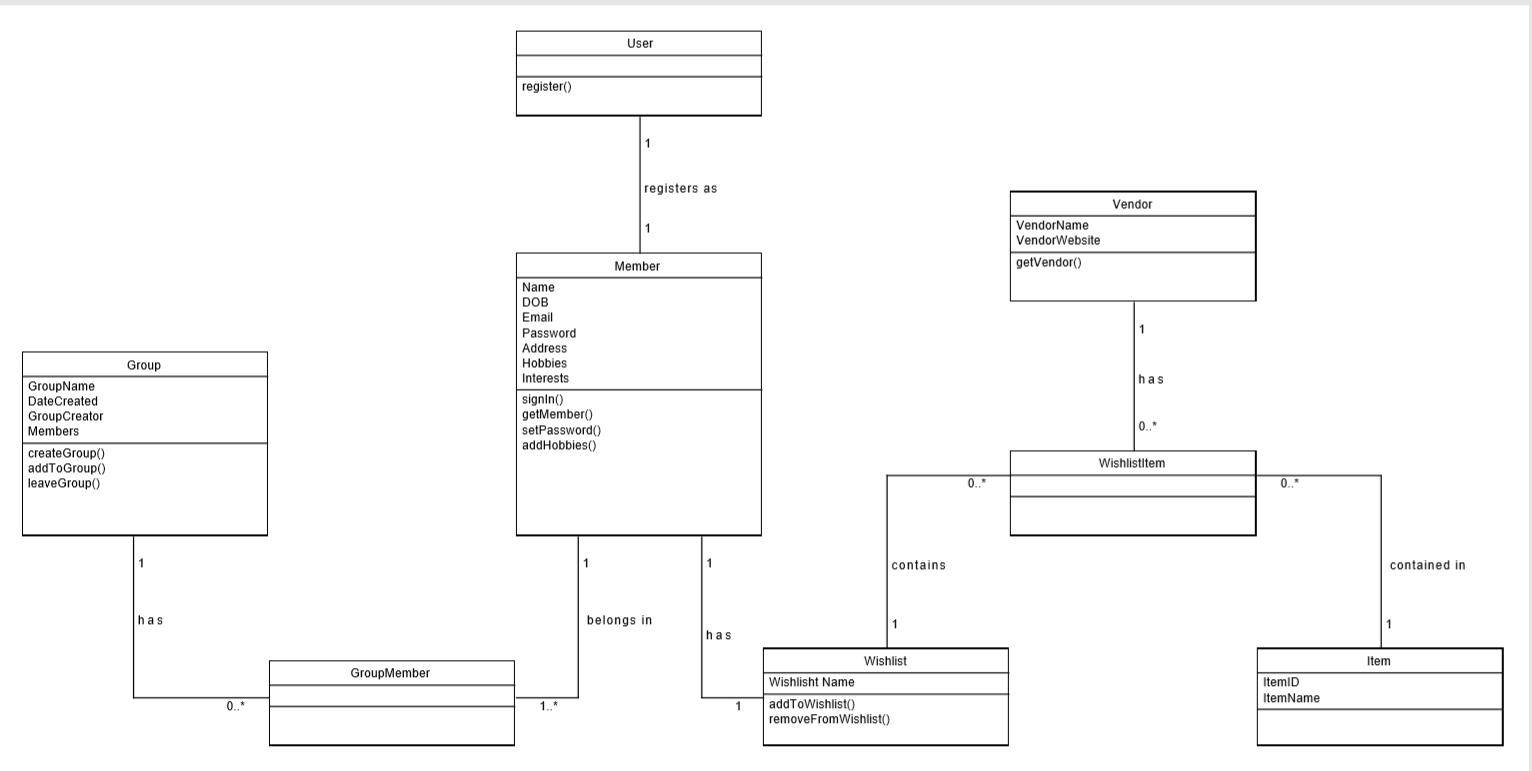 User
register()
1
registers as
1
Member
Name
DOB
Email
Password
Address
Hobbies
Interests
signIn()
getMember()
setPassword()
addHobbies()
Vendor
VendorName
VendorWebsite
getVendor()
1
has
0..*
Group
GroupName
DateCreated
GroupCreator
Members
createGroup()
addToGroup()
leaveGroup()
1
has
0..*
GroupMember
1
belongs in
1..*
1
has
1
WishlistItem
0..*
contains
1
0..*
contained in
1
Wishlist
Wishlisht Name
addToWishlist()
removeFromWishlist()
Item
ItemID
ItemName